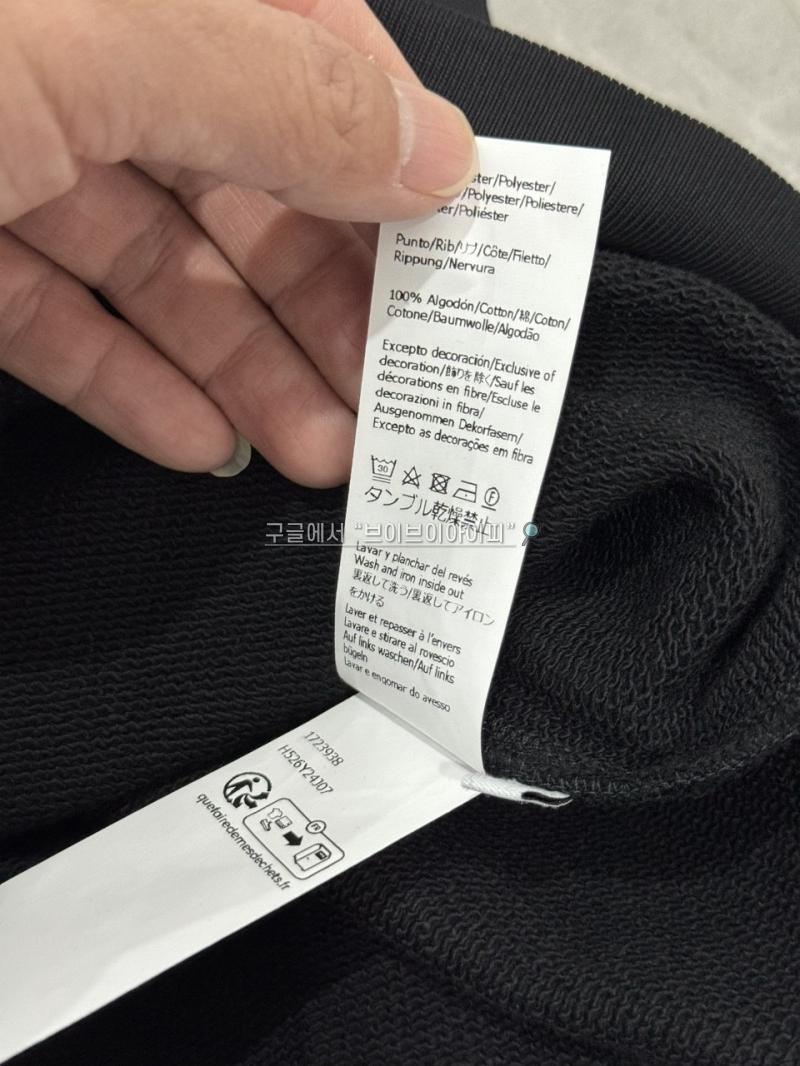 ster/Polyester/
/Polyester/Poliestere/
er/Poliéster
Punto/Rib/リブ/Côte/Filetto/
Rippung/Nervura
100% Algodón/Cotton/綿/Coton/
Cotone/Baumwolle/Algodão
Excepto decoración/Exclusive of
decoration/飾りを除く/Sauf les
décorations en fibre/Escluse le
decorazioni in fibra/
Ausgenommen Dekorfasern/
Excepto as decorações em fibra
30
F
タンブル乾燥禁止
구글에서 “브이브이아이피”
Lavar y planchar del revés
Wash and iron inside out
裏返して洗う/裏返してアイロン
をかける
Laver et repasser à l'envers
Lavare e stirare al rovescio
Auf links waschen/Auf links
bügeln
Lavar e engomar do avesso
1723938
H526Y24J07
FR
quefairedemesdechets.fr